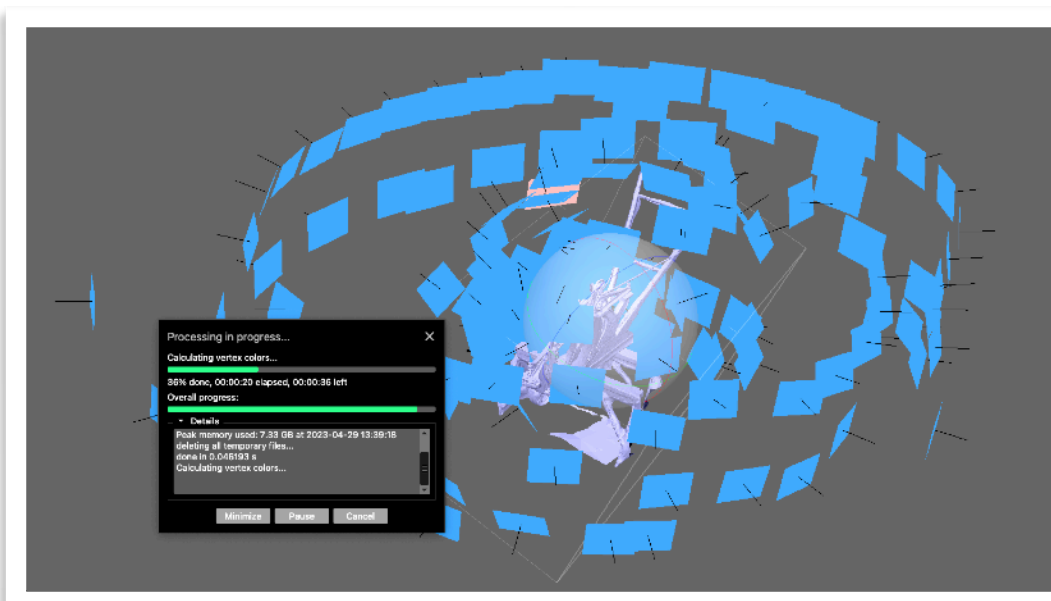 Processing in progress...
Calculating vertex colors...
36% done, 00:00:20 elapsed, 00:00:36 left
Overall progress:
Details
Peak memory used: 7.33 GB at 2023-04-29 13:39:18
deleting all temporary files...
done in 0.046193 s
Calculating vertex colors...
Minimize Pause Cancel